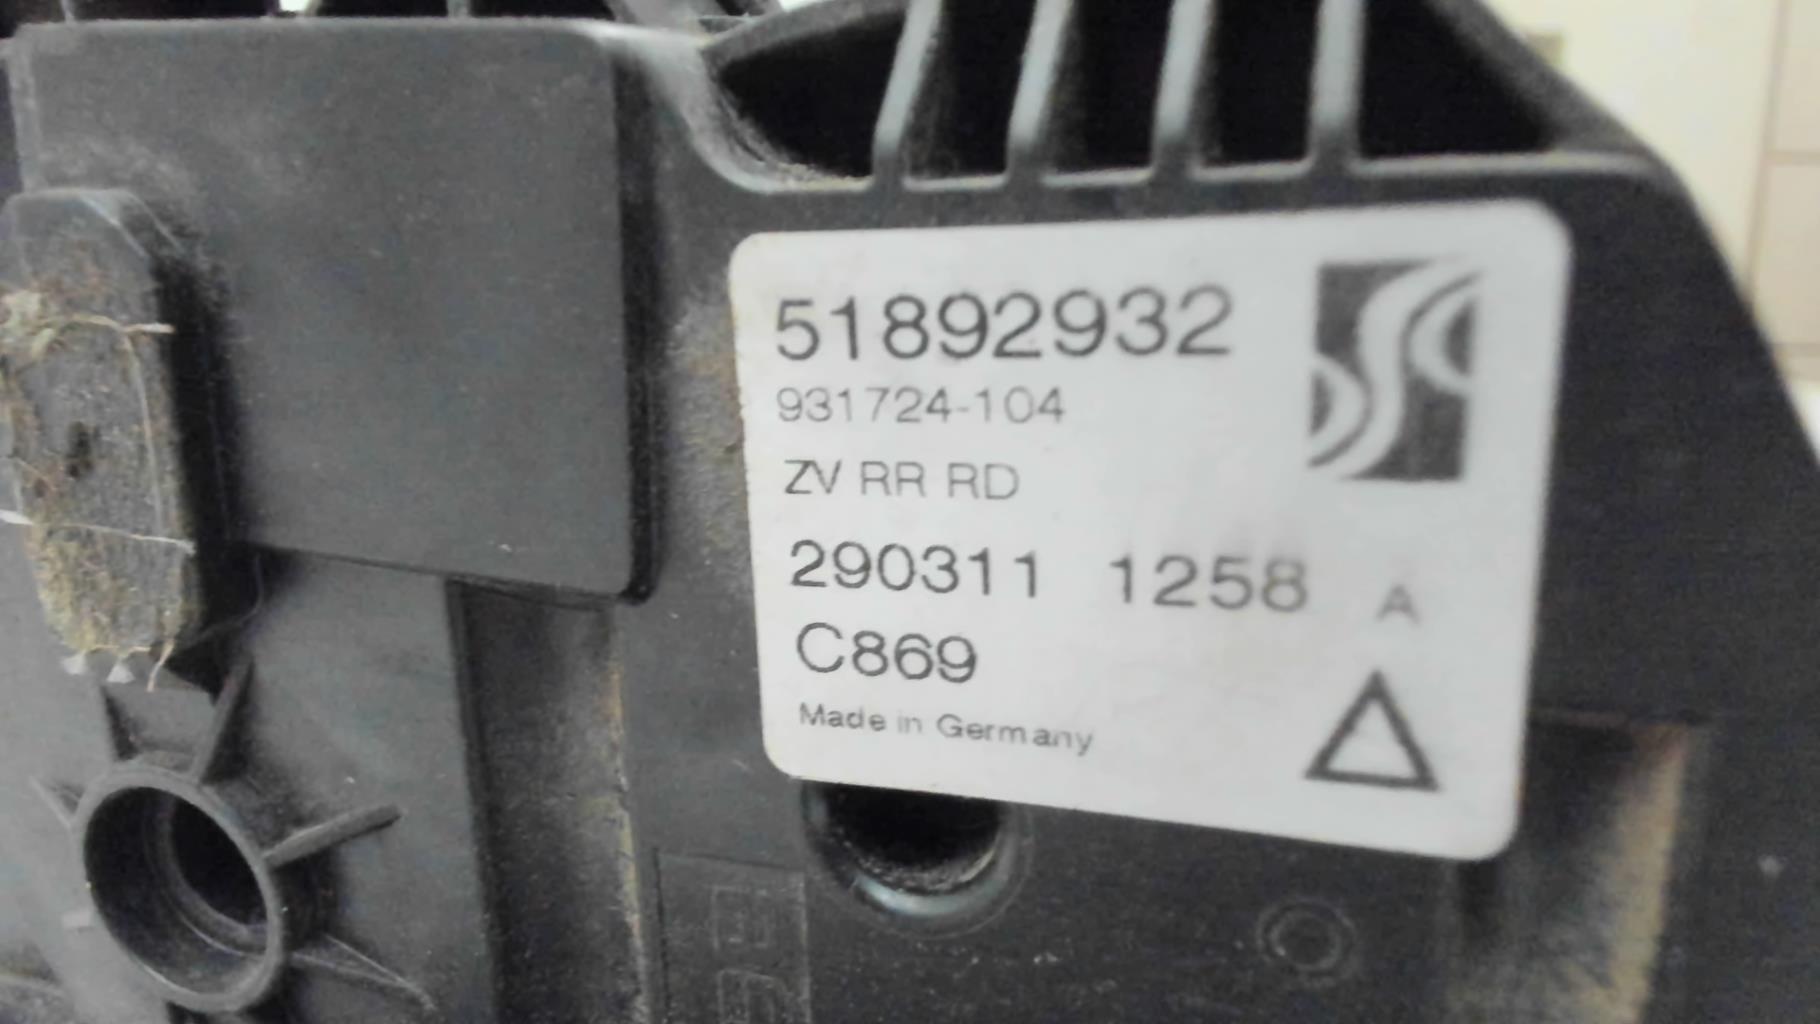 51892932
931724-104
ZV RR RD
290311 1258 A
C869
Made in Germany